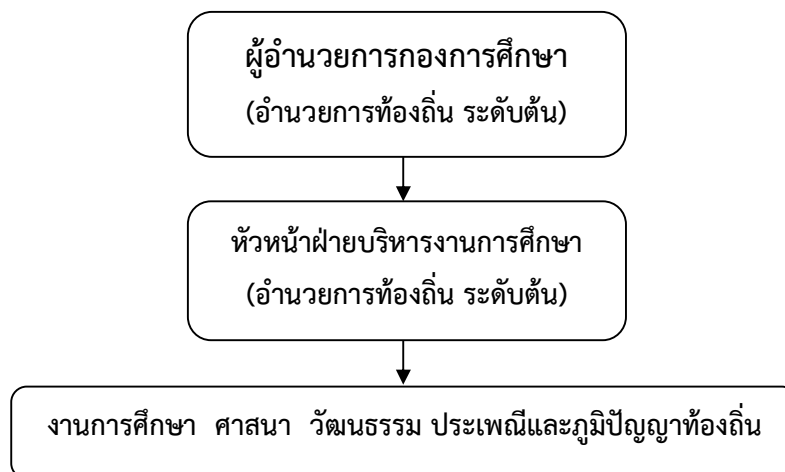 ผู้อำนวยการกองการศึกษา
(อำนวยการท้องถิ่น ระดับต้น)
หัวหน้าฝ่ายบริหารงานการศึกษา
(อำนวยการท้องถิ่น ระดับต้น)
งานการศึกษา ศาสนา วัฒนธรรม ประเพณีและภูมิปัญญาท้องถิ่น